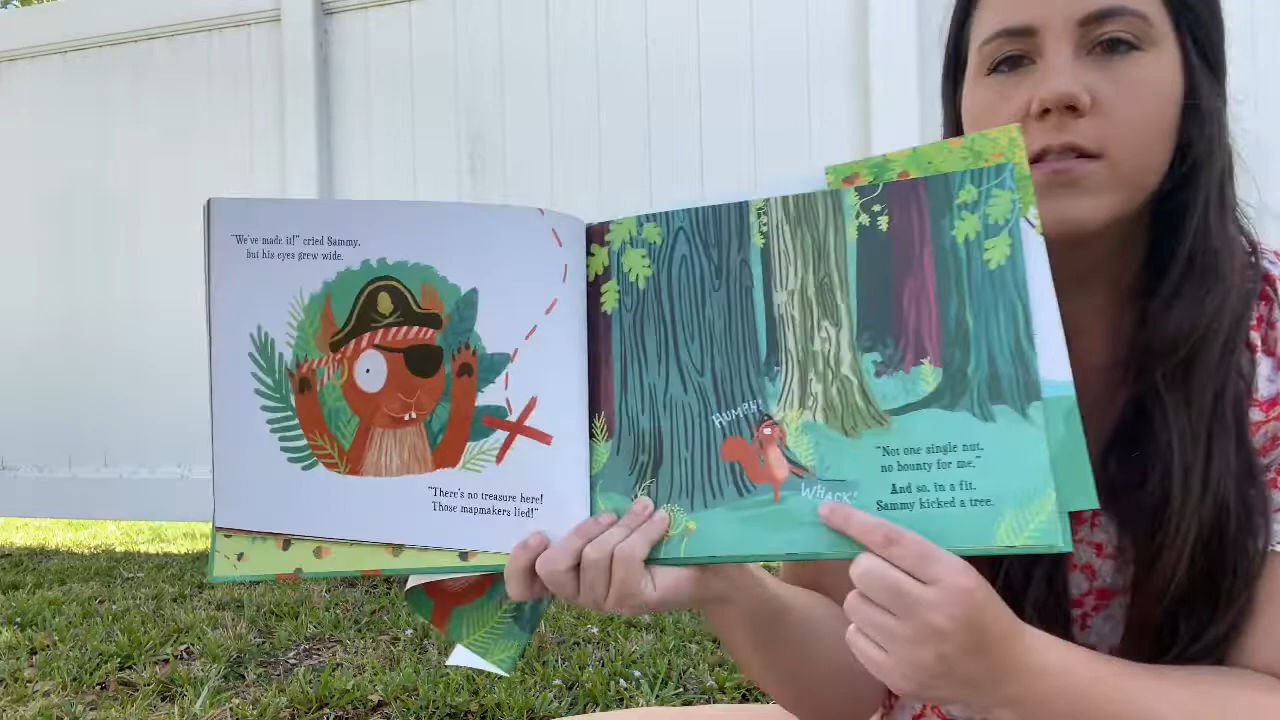 "We've made it!" cried Sammy,
but his eyes grew wide.
"There's no treasure here!
Those mapmakers lied!"
HUMPH!
WHACK!
"Not one single nut,
no bounty for me."
And so, in a fit,
Sammy kicked a tree.